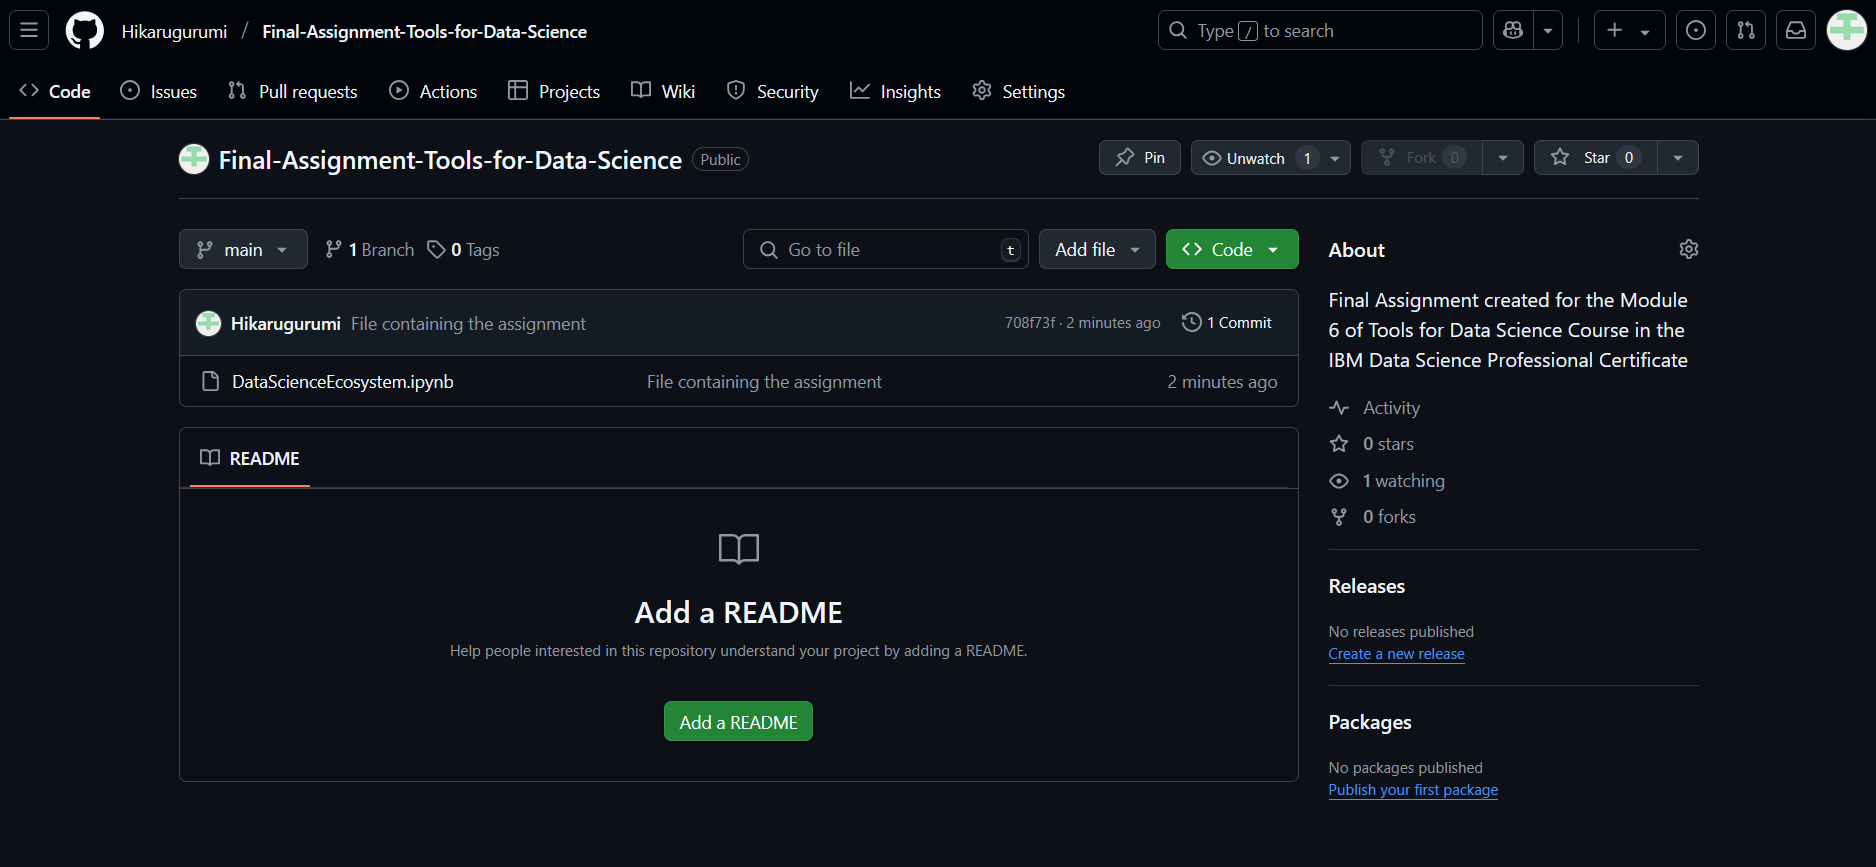 Hikarugurumi / Final-Assignment-Tools-for-Data-Science
Type / to search
Code Issues Pull requests Actions Projects Wiki Security Insights Settings
Final-Assignment-Tools-for-Data-Science Public
Pin Unwatch 1 Fork 0 Star 0
main 1 Branch 0 Tags Go to file t Add file Code
Hikarugurumi File containing the assignment 708f73f · 2 minutes ago 1 Commit
DataScienceEcosystem.ipynb File containing the assignment 2 minutes ago
README
Add a README
Help people interested in this repository understand your project by adding a README.
Add a README
About
Final Assignment created for the Module
6 of Tools for Data Science Course in the
IBM Data Science Professional Certificate
Activity
0 stars
1 watching
0 forks
Releases
No releases published
Create a new release
Packages
No packages published
Publish your first package